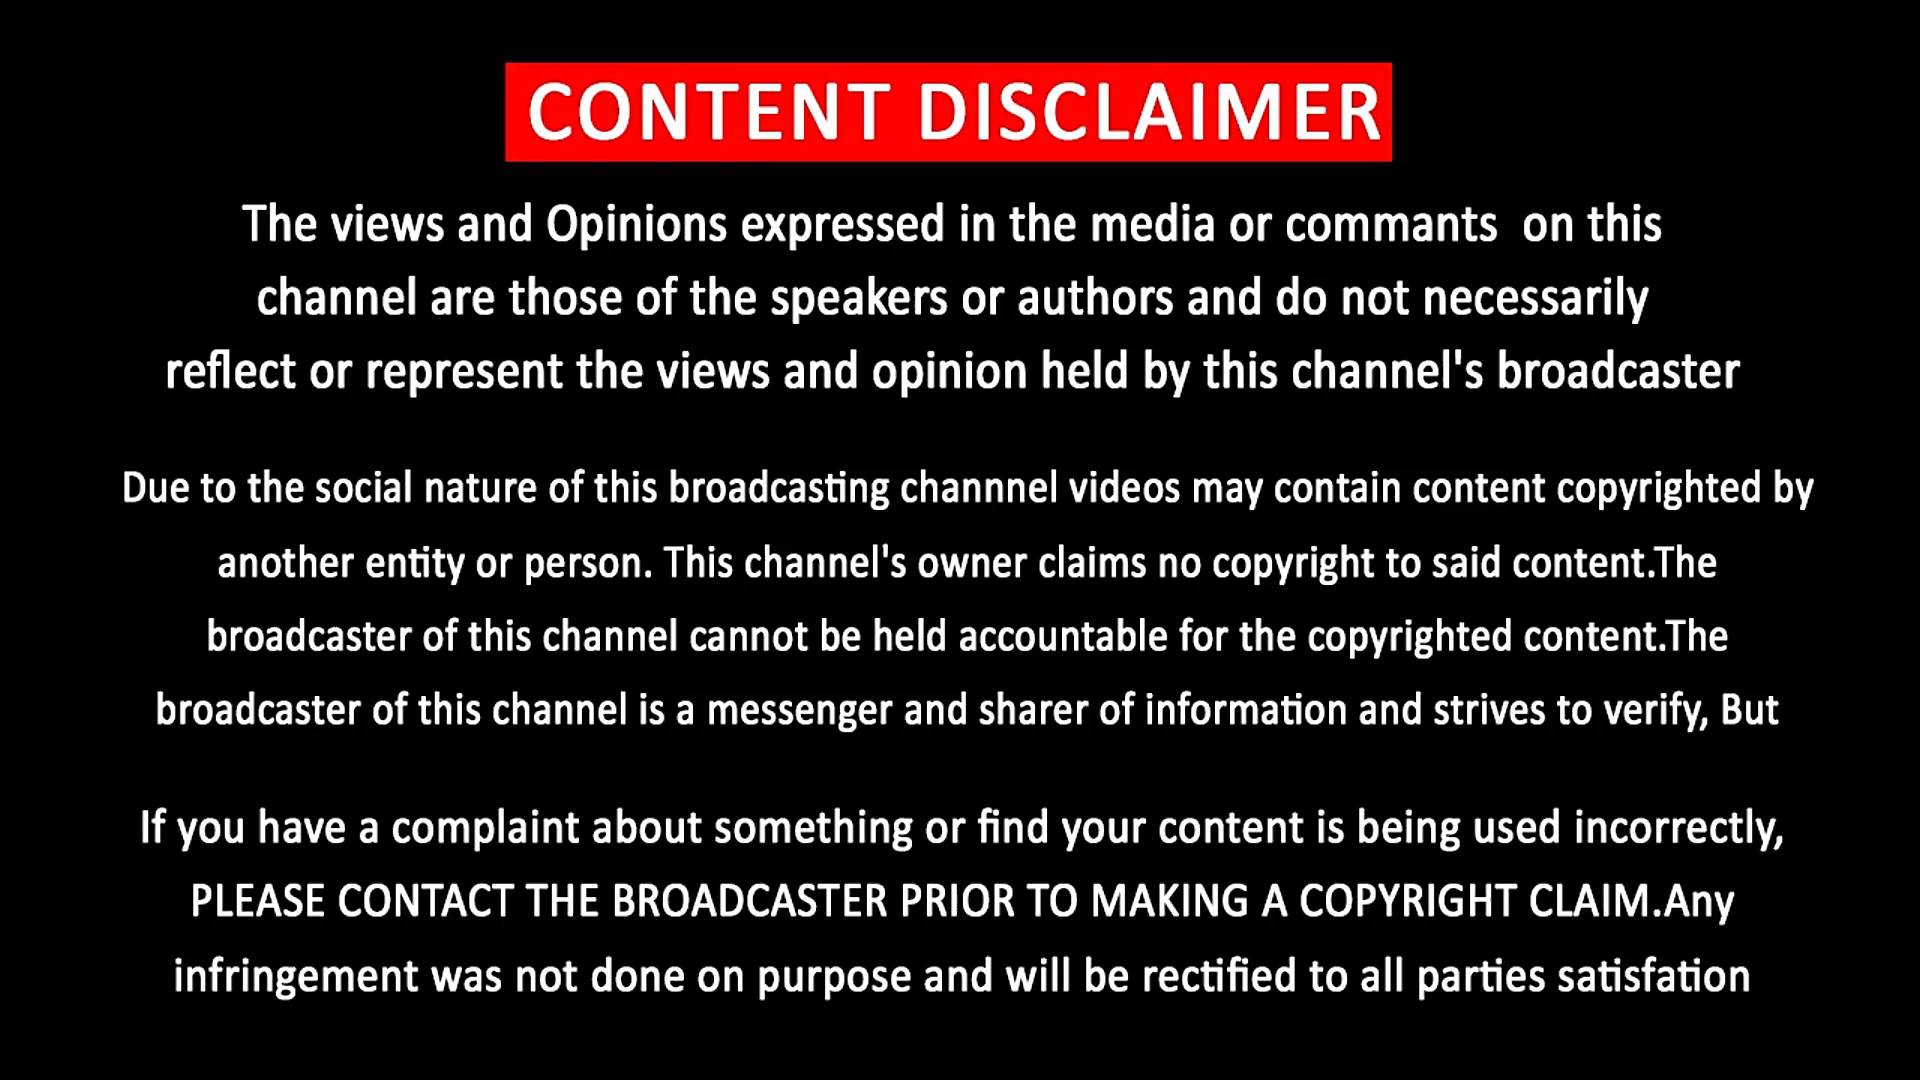 CONTENT DISCLAIMER
The views and Opinions expressed in the media or commants on this
channel are those of the speakers or authors and do not necessarily
reflect or represent the views and opinion held by this channel's broadcaster
Due to the social nature of this broadcasting channnel videos may contain content copyrighted by
another entity or person. This channel's owner claims no copyright to said content.The
broadcaster of this channel cannot be held accountable for the copyrighted content.The
broadcaster of this channel is a messenger and sharer of information and strives to verify, But
If you have a complaint about something or find your content is being used incorrectly,
PLEASE CONTACT THE BROADCASTER PRIOR TO MAKING A COPYRIGHT CLAIM.Any
infringement was not done on purpose and will be rectified to all parties satisfation